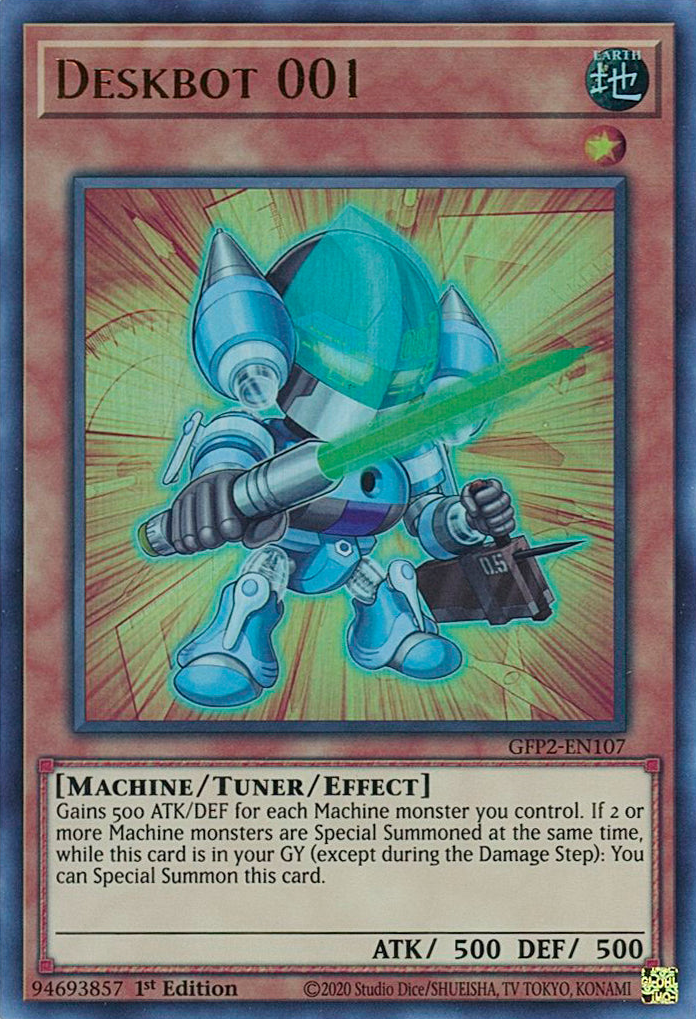 DESKBOT 001
EARTH
地
0.5
GFP2-EN107
[MACHINE/TUNER/EFFECT]
Gains 500 ATK/DEF for each Machine monster you control. If 2 or
more Machine monsters are Special Summoned at the same time,
while this card is in your GY (except during the Damage Step): You
can Special Summon this card.
ATK/ 500 DEF/ 500
94693857 1st Edition ©2020 Studio Dice/SHUEISHA, TV TOKYO, KONAMI